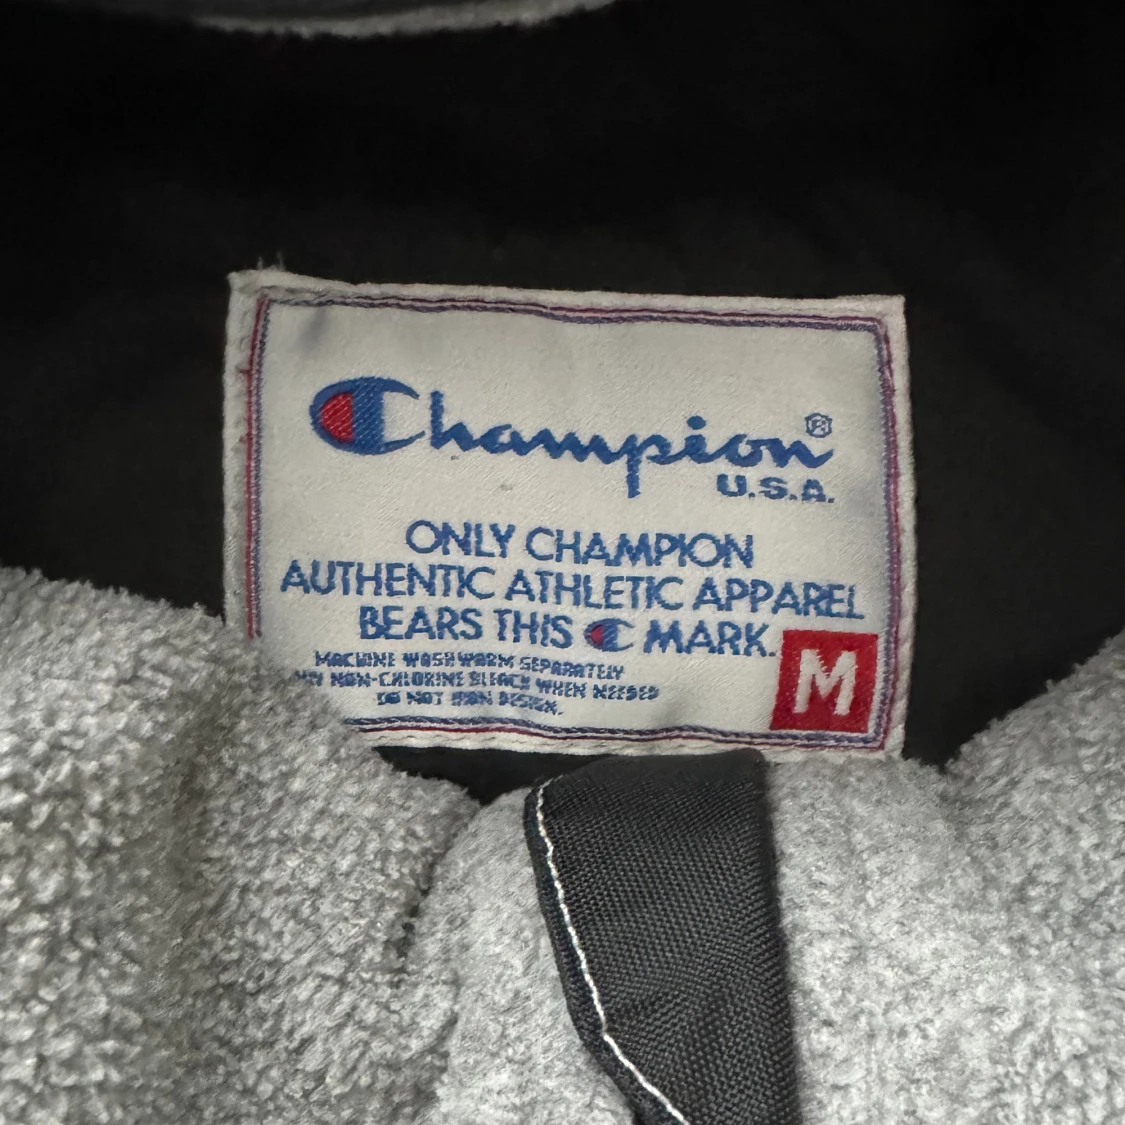 Champion®
U.S.A.
ONLY CHAMPION
AUTHENTIC ATHLETIC APPAREL
BEARS THIS C MARK.
M
MACHINE WASH WARM SEPARATELY
NON-CHLORINE BLEACH WHEN NEEDED
DO NOT IRON DESIGN.